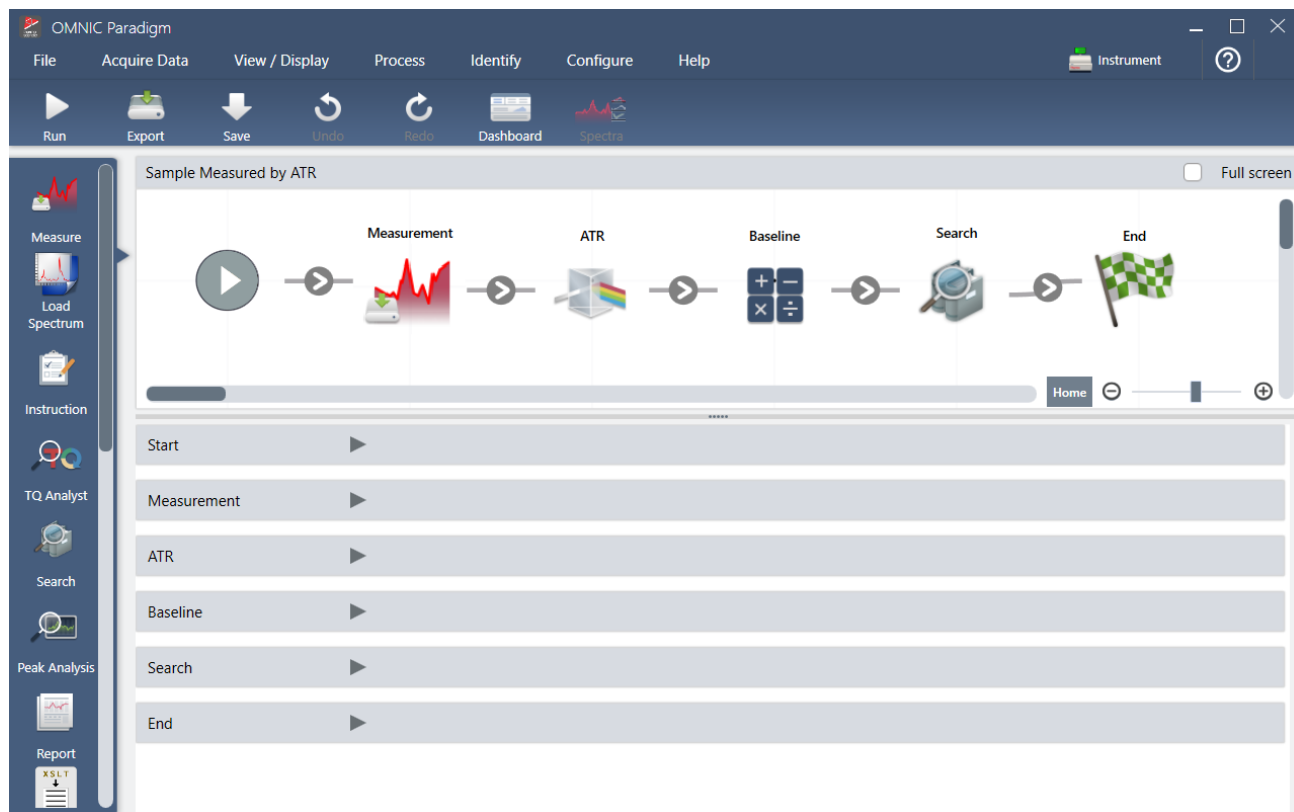 OMNIC Paradigm
File Acquire Data View / Display Process Identify Configure Help Instrument ?
Run Export Save Undo Redo Dashboard Spectra
Sample Measured by ATR Full screen
Measurement ATR Baseline Search End
Home
Measure
Load
Spectrum
Instruction
TQ Analyst
Search
Peak Analysis
Report
XSLT
Start
Measurement
ATR
Baseline
Search
End